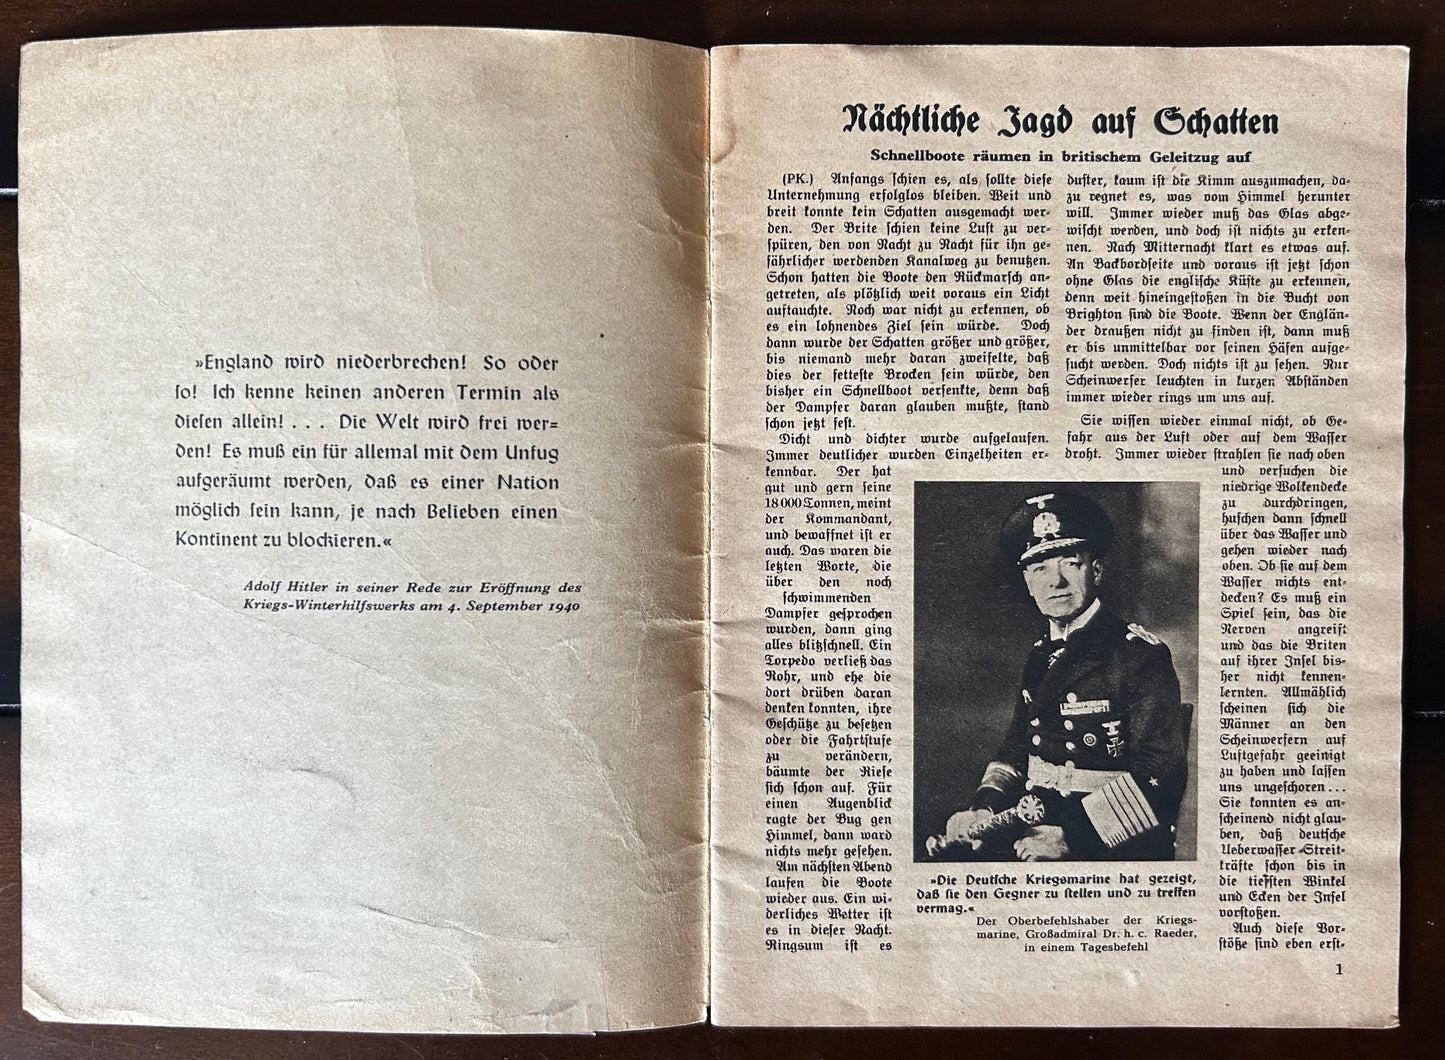 »England wird niederbrechen! So oder
so! Ich kenne keinen anderen Termin als
diesen allein! . . . Die Welt wird frei wer=
den! Es muß ein für allemal mit dem Unfug
aufgeräumt werden, daß es einer Nation
möglich sein kann, je nach Belieben einen
Kontinent zu blockieren.«
Adolf Hitler in seiner Rede zur Eröffnung des
Kriegs-Winterhilfswerks am 4. September 1940
Nächtliche Jagd auf Schatten
Schnellboote räumen in britischem Geleitzug auf
(PK.) Anfangs schien es, als sollte diese
Unternehmung erfolglos bleiben. Weit und
breit konnte kein Schatten ausgemacht wer=
den. Der Brite schien keine Luft zu ver=
spüren, den von Nacht zu Nacht für ihn ge=
fährlicher werdenden Kanalweg zu benutzen.
Schon hatten die Boote den Rückmarsch an=
getreten, als plötzlich weit voraus ein Licht
auftauchte. Noch war nicht zu erkennen, ob
es ein lohnendes Ziel sein würde. Doch
dann wurde der Schatten größer und größer,
bis niemand mehr daran zweifelte, daß
dies der fetteste Brocken sein würde, den
bisher ein Schnellboot versenkte, denn daß
der Dampfer daran glauben mußte, stand
schon jetzt fest.
Dicht und dichter wurde aufgelaufen.
Immer deutlicher wurden Einzelheiten er=
kennbar. Der hat
gut und gern seine
18 000 Tonnen, meint
der Kommandant,
und bewaffnet ist er
auch. Das waren die
letzten Worte, die
über den noch
schwimmenden
Dampfer gesprochen
wurden, dann ging
alles blitzschnell. Ein
Torpedo verließ das
Rohr, und ehe die
dort drüben daran
denken konnten, ihre
Geschütze zu besetzen
oder die Fahrtstufe
zu verändern,
bäumte der Riese
sich schon auf. Für
einen Augenblick
ragte der Bug gen
Himmel, dann ward
nichts mehr gesehen.
Am nächsten Abend
laufen die Boote
wieder aus. Ein wi=
derliches Wetter ist
es in dieser Nacht.
Ringsum ist es
duster, kaum ist die Kimm auszumachen, da=
zu regnet es, was vom Himmel herunter
will. Immer wieder muß das Glas abge=
wischt werden, und doch ist nichts zu erken=
nen. Nach Mitternacht klart es etwas auf.
An Backbordseite und voraus ist jetzt schon
ohne Glas die englische Küste zu erkennen,
denn weit hineingestoßen in die Bucht von
Brighton sind die Boote. Wenn der Englän=
der draußen nicht zu finden ist, dann muß
er bis unmittelbar vor seinen Häfen aufge=
sucht werden. Doch nichts ist zu sehen. Nur
Scheinwerfer leuchten in kurzen Abständen
immer wieder rings um uns auf.
Sie wissen wieder einmal nicht, ob Ge=
fahr aus der Luft oder auf dem Wasser
droht. Immer wieder strahlen sie nach oben
und versuchen die
niedrige Wolkendecke
zu durchdringen,
huschen dann schnell
über das Wasser und
gehen wieder nach
oben. Ob sie auf dem
Wasser nichts ent=
decken? Es muß ein
Spiel sein, das die
Nerven angreift
und das die Briten
auf ihrer Insel bis=
her nicht kennen=
lernten. Allmählich
scheinen sich die
Männer an den
Scheinwerfern auf
Luftgefahr geeinigt
zu haben und lassen
uns ungeschoren...
Sie konnten es an=
scheinend nicht glau=
ben, daß deutsche
Ueberwasser=Streit=
kräfte schon bis in
die tiefsten Winkel
und Ecken der Insel
vorstoßen.
Auch diese Vor=
stöße sind eben erst=
»Die Deutsche Kriegsmarine hat gezeigt,
daß sie den Gegner zu stellen und zu treffen
vermag.«
Der Oberbefehlshaber der Kriegs-
marine, Großadmiral Dr. h. c. Raeder,
in einem Tagesbefehl
1